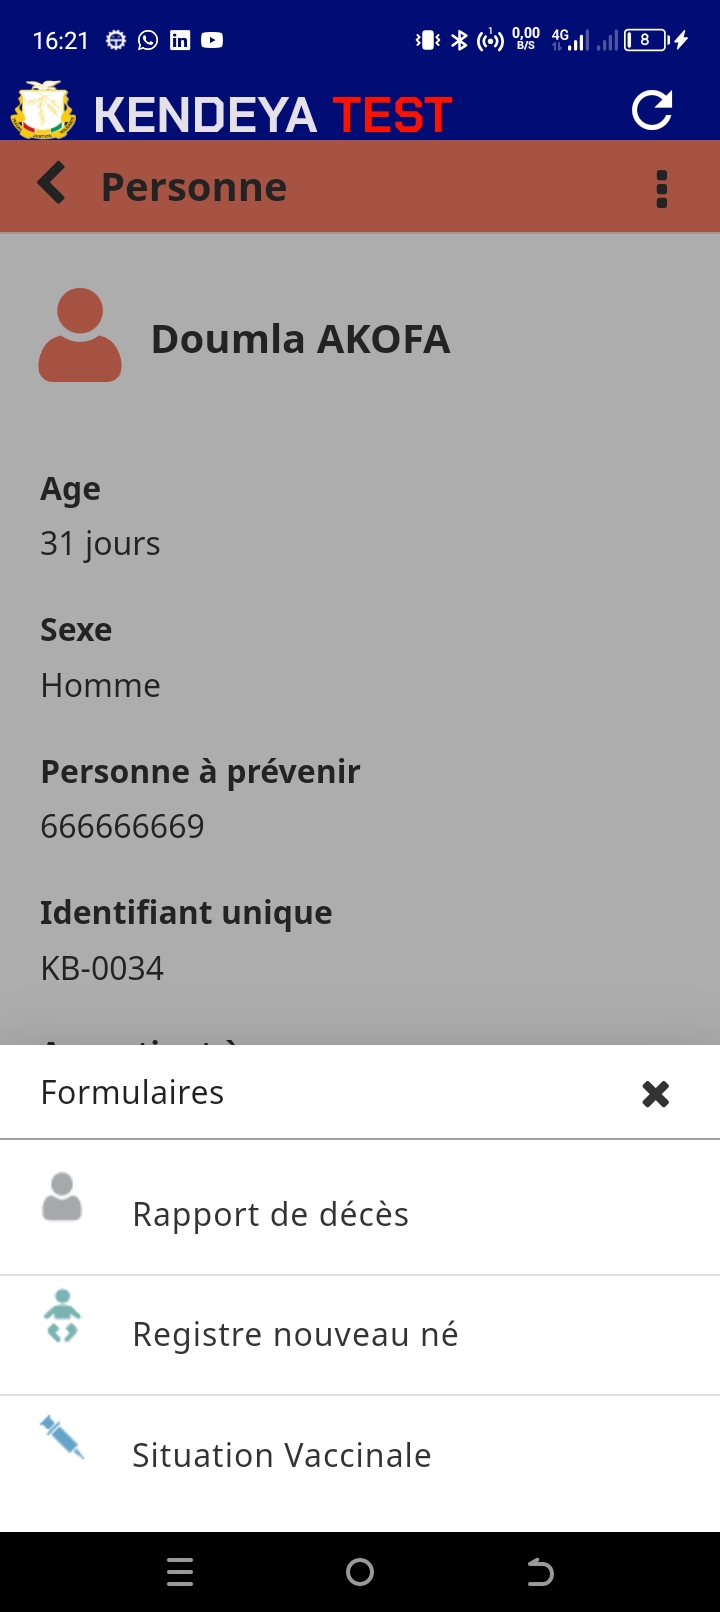 16:21
0,00
B/S
4G
8
KENDEYA TEST
Personne
Doumla AKOFA
Age
31 jours
Sexe
Homme
Personne à prévenir
666666669
Identifiant unique
KB-0034
Formulaires
Rapport de décès
Registre nouveau né
Situation Vaccinale